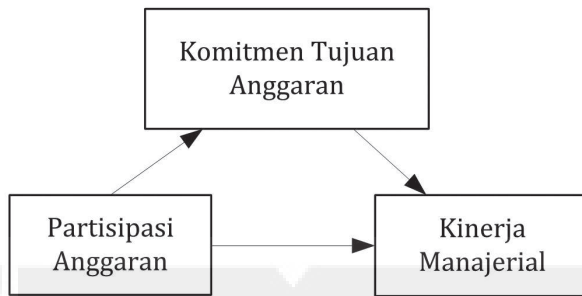 Komitmen Tujuan
Anggaran
Partisipasi
Anggaran
Kinerja
Manajerial